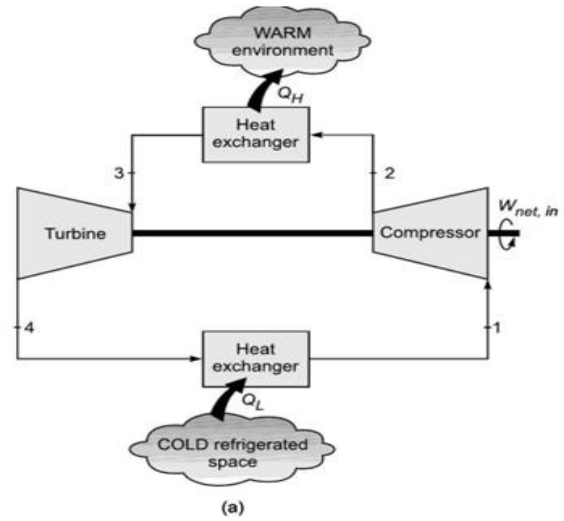 WARM
environment
Q_H
Heat
exchanger
3
2
W_net, in
Turbine
Compressor
4
1
Heat
exchanger
Q_L
COLD refrigerated
space
(a)